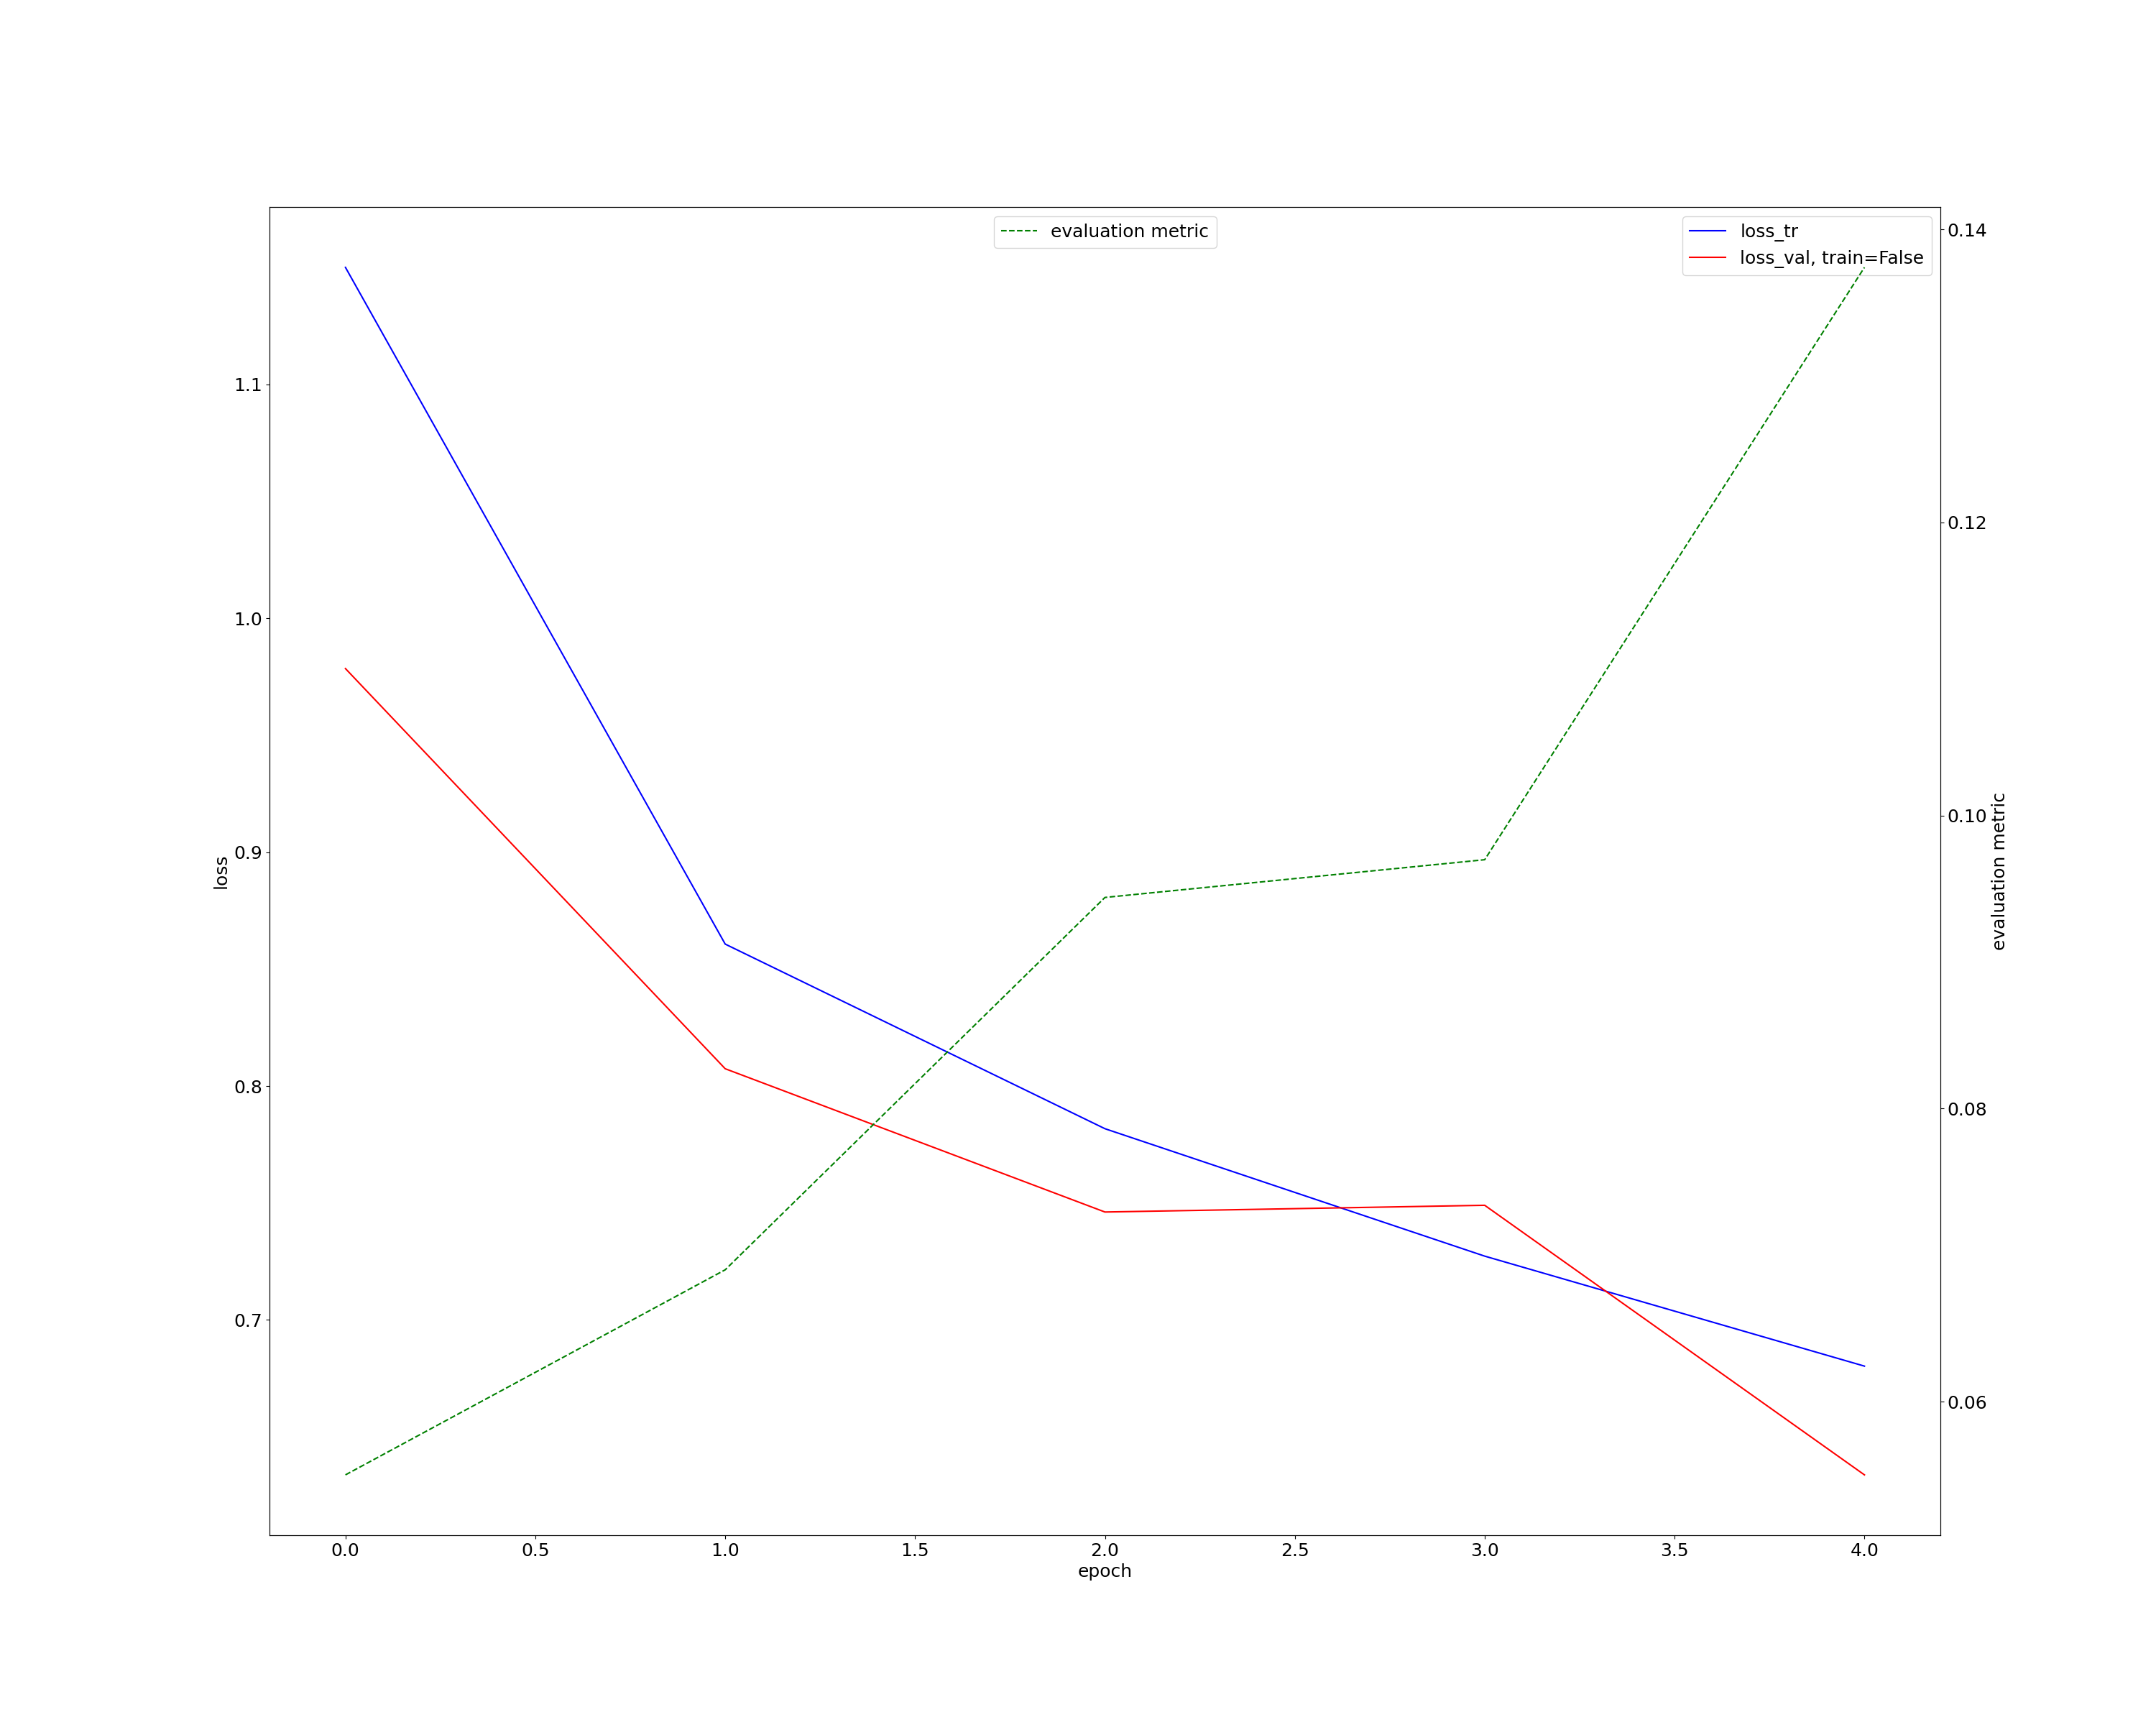 evaluation metric
loss_tr
loss_val, train=False
0.14
1.1
0.12
1.0
0.10
0.9
loss
evaluation metric
0.8
0.08
0.7
0.06
0.0 0.5 1.0 1.5 2.0 2.5 3.0 3.5 4.0
epoch